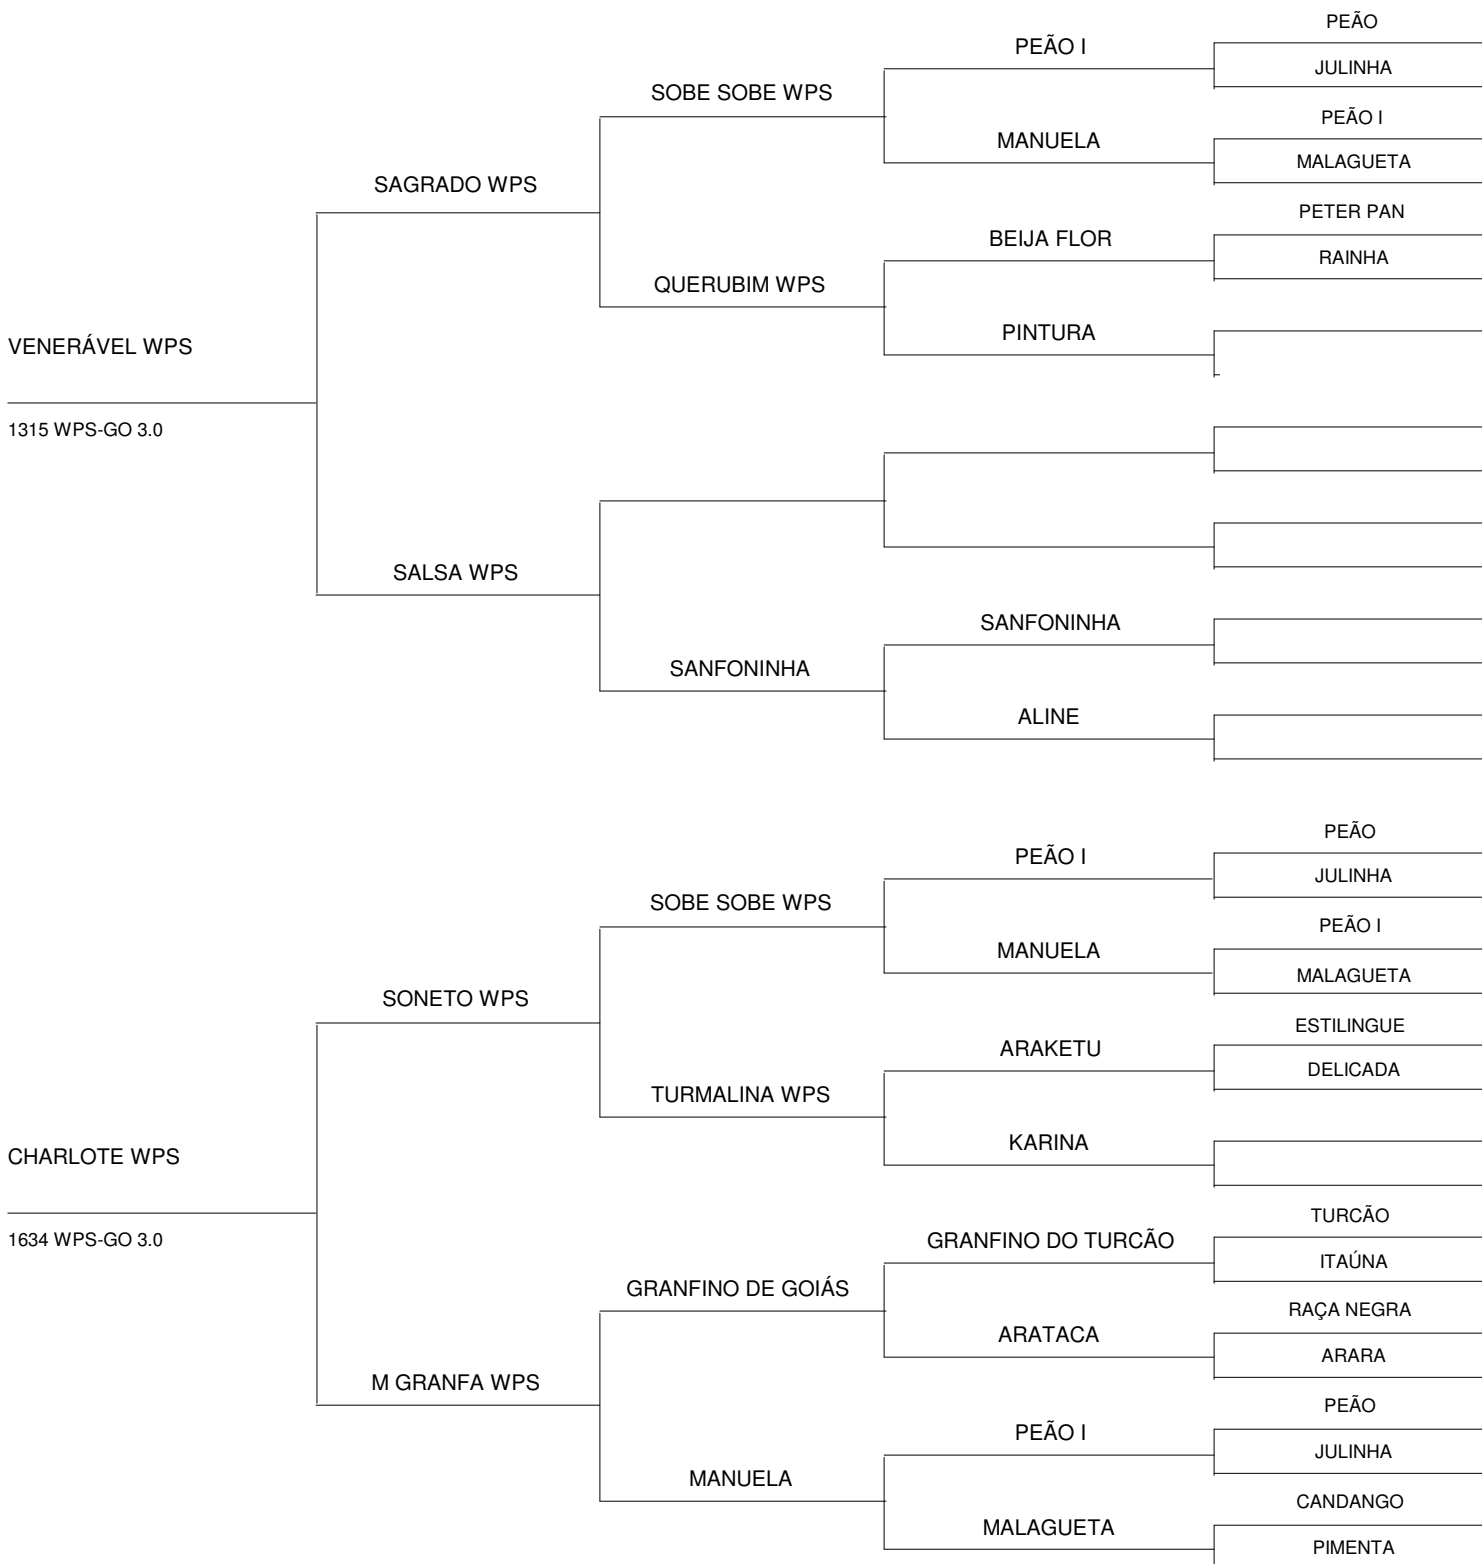 PEÃO
PEÃO I
JULINHA
SOBE SOBE WPS
PEÃO I
MANUELA
MALAGUETA
SAGRADO WPS
PETER PAN
BEIJA FLOR
RAINHA
QUERUBIM WPS
PINTURA
VENERÁVEL WPS
1315 WPS-GO 3.0
SALSA WPS
SANFONINHA
SANFONINHA
ALINE
PEÃO
PEÃO I
JULINHA
SOBE SOBE WPS
PEÃO I
MANUELA
MALAGUETA
SONETO WPS
ESTILINGUE
ARAKETU
DELICADA
TURMALINA WPS
KARINA
CHARLOTE WPS
TURCÃO
1634 WPS-GO 3.0
GRANFINO DO TURCÃO
ITAÚNA
GRANFINO DE GOIÁS
RAÇA NEGRA
ARATACA
ARARA
M GRANFA WPS
PEÃO
PEÃO I
JULINHA
MANUELA
CANDANGO
MALAGUETA
PIMENTA